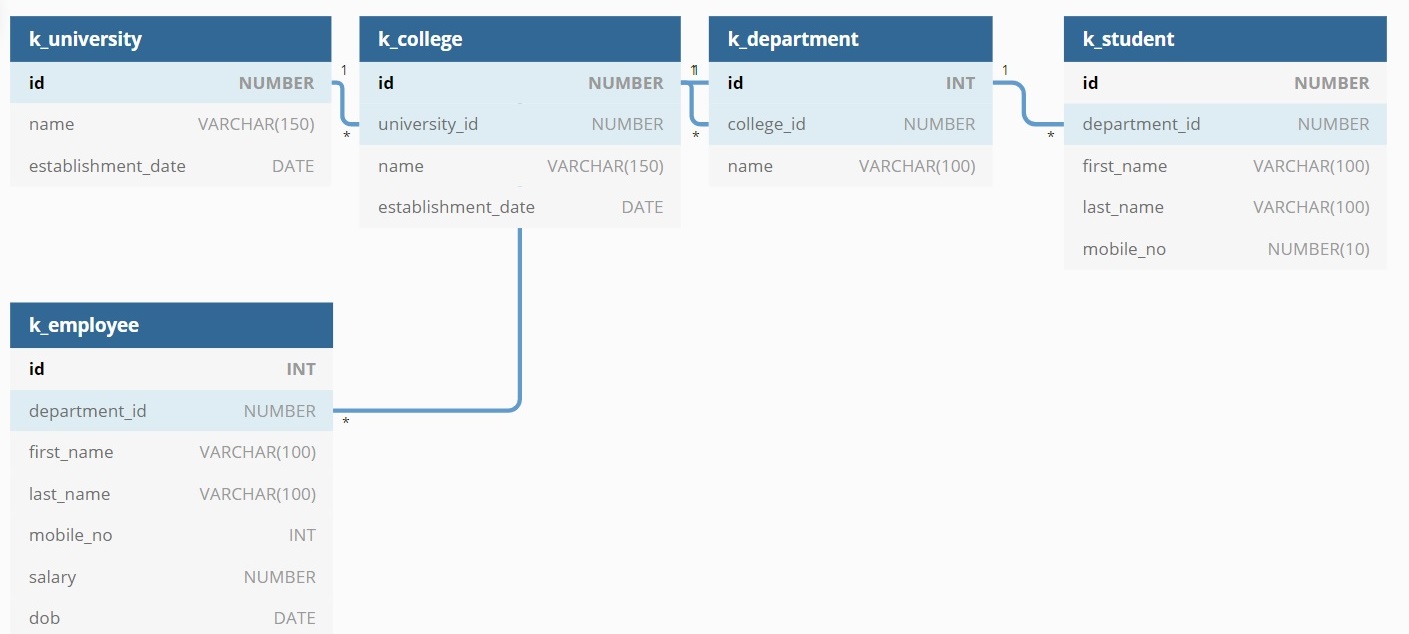 k_university
id NUMBER
name VARCHAR(150)
establishment_date DATE
1
*
k_college
id NUMBER
university_id NUMBER
name VARCHAR(150)
establishment_date DATE
1
1
*
k_department
id INT
college_id NUMBER
name VARCHAR(100)
1
*
k_student
id NUMBER
department_id NUMBER
first_name VARCHAR(100)
last_name VARCHAR(100)
mobile_no NUMBER(10)
k_employee
id INT
department_id NUMBER
*
first_name VARCHAR(100)
last_name VARCHAR(100)
mobile_no INT
salary NUMBER
dob DATE